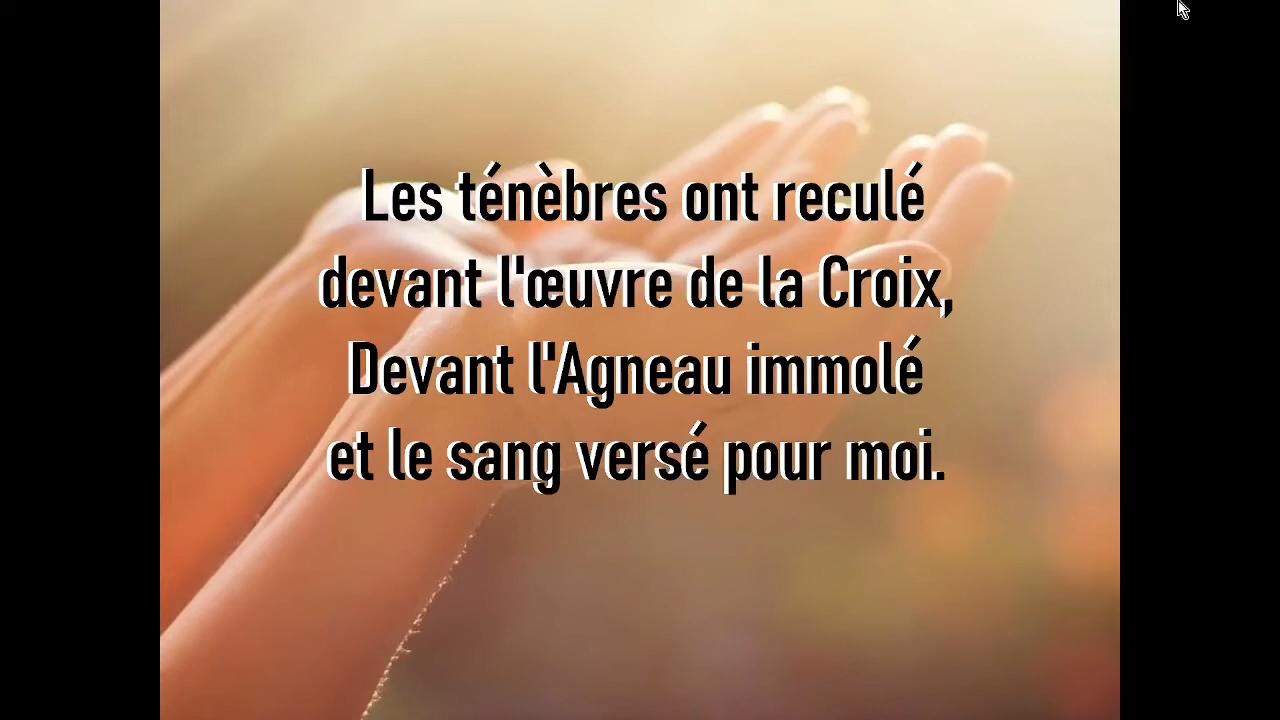 Les ténèbres ont reculé
devant l'œuvre de la Croix,
Devant l'Agneau immolé
et le sang versé pour moi.